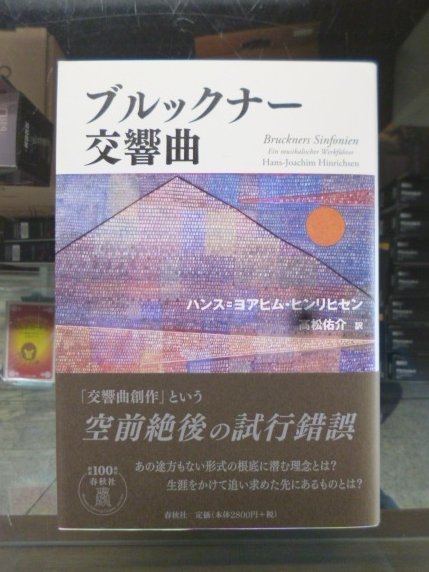 ブルックナー
交響曲
Bruckners Sinfonien
Ein musikalischer Werkführer
Hans-Joachim Hinrichsen
ハンス=ヨアヒム・ヒンリヒセン
高松佑介 訳
「交響曲創作」という
空前絶後の試行錯誤
あの途方もない形式の根底に潜む理念とは?
生涯をかけて追い求めた先にあるものとは?
100
春秋社
春秋社 定価(本体2800円+税)